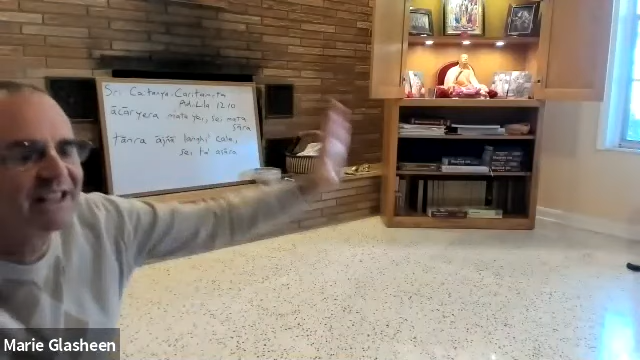 Sri Caitanya-Caritamrta
Adi-Lila 12.10
ācāryera mata yei, sei mata
sāra
tāṅra ājñā laṅghi' cale,
sei ta' asāra
Marie Glasheen